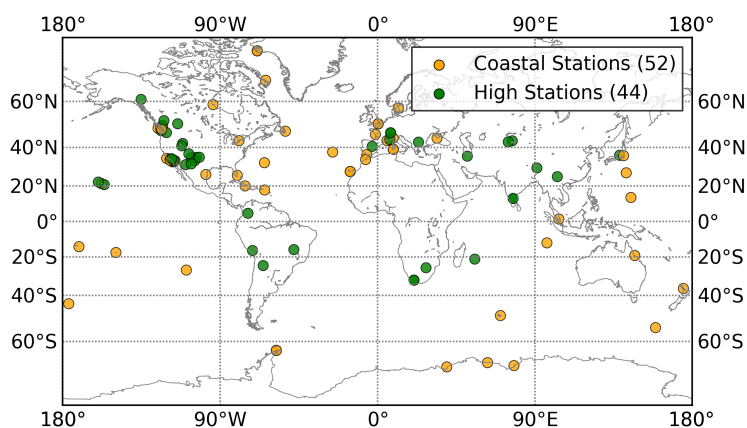 180° 90°W 0° 90°E 180°
Coastal Stations (52)
High Stations (44)
60°N 60°N
40°N 40°N
20°N 20°N
0° 0°
20°S 20°S
40°S 40°S
60°S 60°S
180° 90°W 0° 90°E 180°